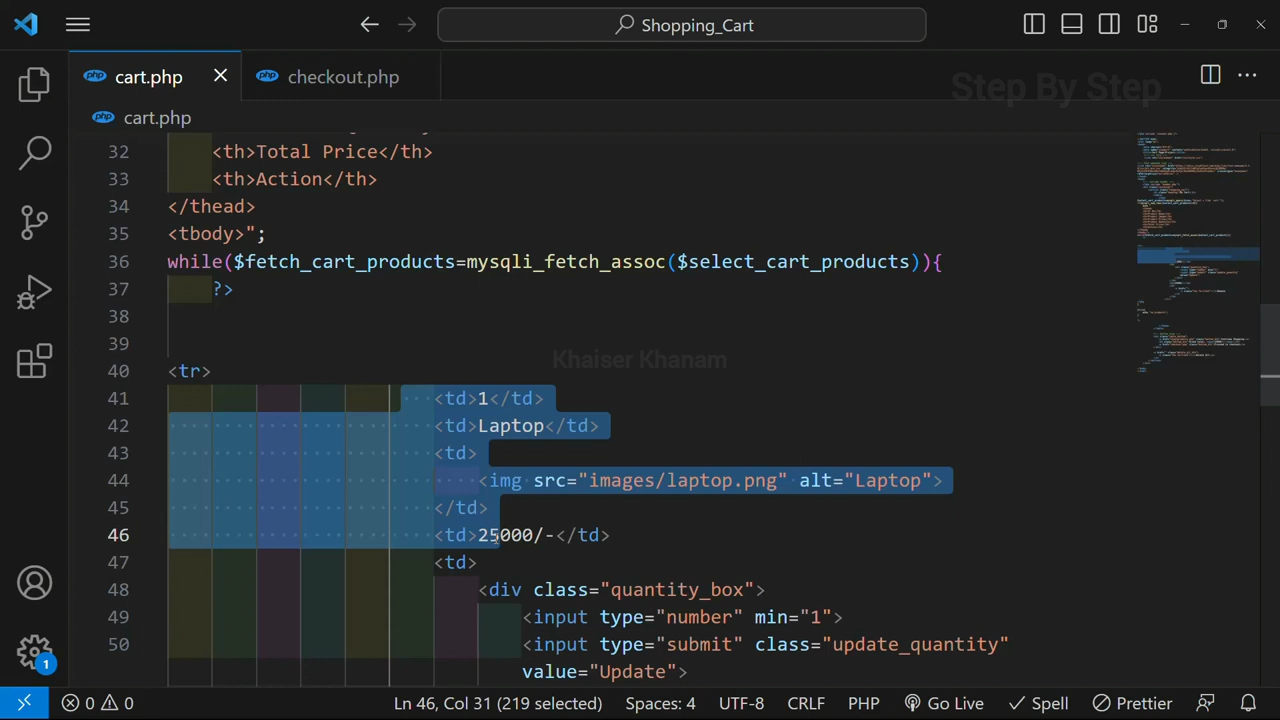 Shopping_Cart
cart.php
checkout.php
Step By Step
cart.php
32 <th>Total Price</th>
33 <th>Action</th>
34 </thead>
35 <tbody>";
36 while($fetch_cart_products=mysqli_fetch_assoc($select_cart_products)){
37 ?>
38
39
Khaiser Khanam
40 <tr>
41 <td>1</td>
42 <td>Laptop</td>
43 <td>
44 <img src="images/laptop.png" alt="Laptop">
45 </td>
46 <td>25000/-</td>
47 <td>
48 <div class="quantity_box">
49 <input type="number" min="1">
50 <input type="submit" class="update_quantity"
value="Update">
1
0 0 Ln 46, Col 31 (219 selected) Spaces: 4 UTF-8 CRLF PHP Go Live Spell Prettier